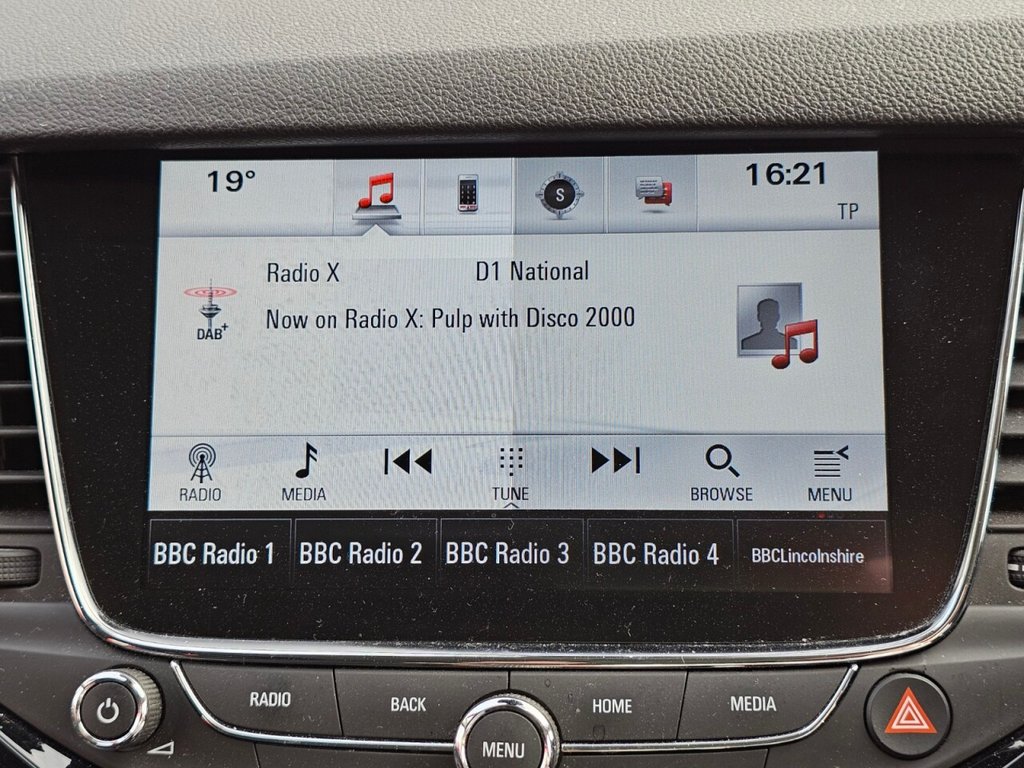 19° 16:21
S
TP
Radio X D1 National
DAB+
Now on Radio X: Pulp with Disco 2000
RADIO MEDIA TUNE BROWSE MENU
BBC Radio 1 BBC Radio 2 BBC Radio 3 BBC Radio 4 BBCLincolnshire
RADIO BACK HOME MEDIA
MENU